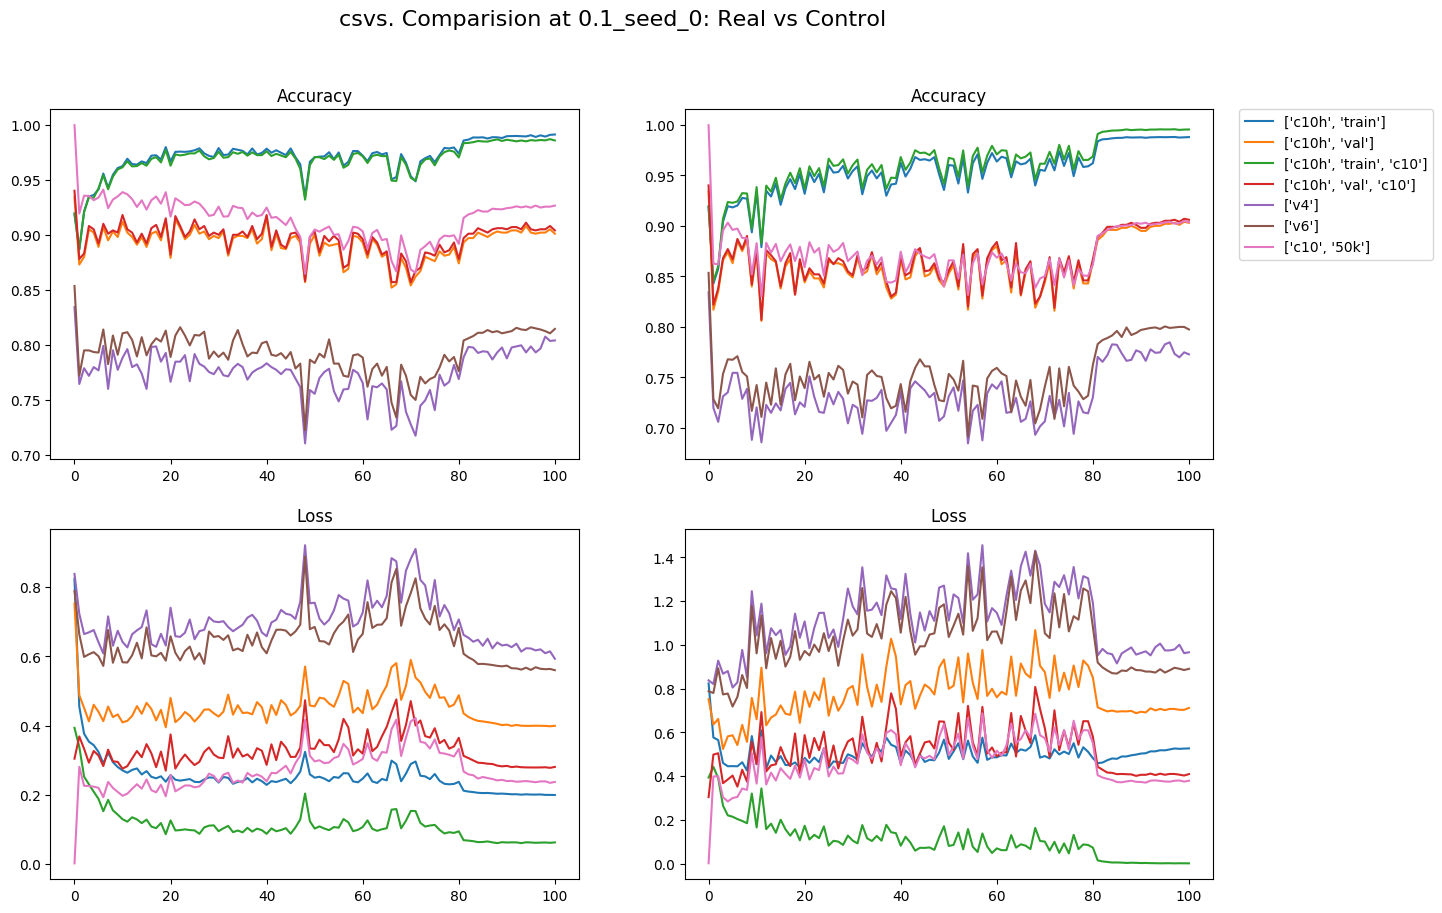 csvs. Comparision at 0.1_seed_0: Real vs Control
Accuracy
1.00
0.95
0.90
0.85
0.80
0.75
0.70
0 20 40 60 80 100
Accuracy
1.00
0.95
0.90
0.85
0.80
0.75
0.70
0 20 40 60 80 100
['c10h', 'train']
['c10h', 'val']
['c10h', 'train', 'c10']
['c10h', 'val', 'c10']
['v4']
['v6']
['c10', '50k']
Loss
0.8
0.6
0.4
0.2
0.0
0 20 40 60 80 100
Loss
1.4
1.2
1.0
0.8
0.6
0.4
0.2
0.0
0 20 40 60 80 100